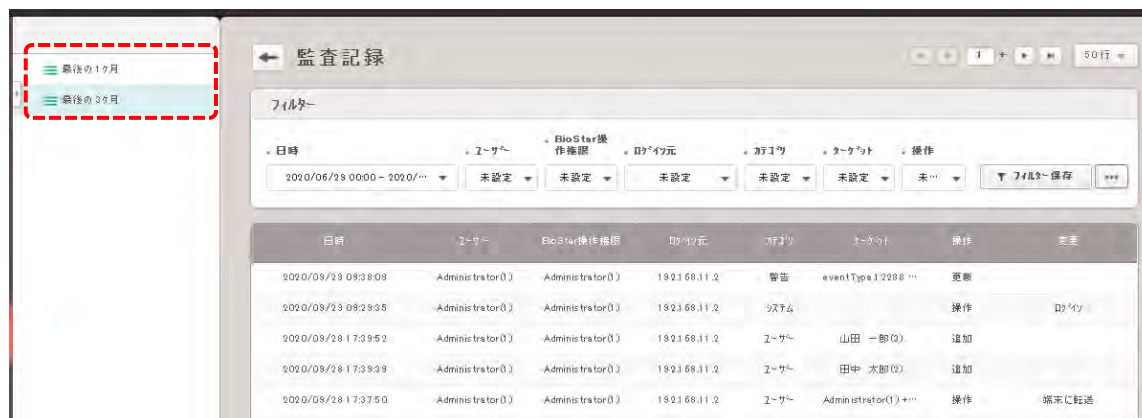 最後の1ヶ月
最後の3ヶ月
監査記録
1
50行
フィルター
日時
ユーザー
BioStar操作権限
ログイン元
カテゴリ
ターゲット
操作
2020/06/29 00:00 - 2020/…
未設定
未設定
未設定
未設定
未設定
未…
フィルター保存
日時 ユーザー BioStar操作権限 ログイン元 カテゴリ ターゲット 操作 変更
2020/09/29 09:38:09 Administrator(1) Administrator(1) 192.168.11.2 警告 eventType.12288 … 更新
2020/09/29 09:29:35 Administrator(1) Administrator(1) 192.168.11.2 システム 操作 ログイン
2020/09/28 17:39:52 Administrator(1) Administrator(1) 192.168.11.2 ユーザー 山田 一郎(3) 追加
2020/09/28 17:39:39 Administrator(1) Administrator(1) 192.168.11.2 ユーザー 田中 太郎(2) 追加
2020/09/28 17:37:50 Administrator(1) Administrator(1) 192.168.11.2 ユーザー Administrator(1) +… 操作 端末に転送